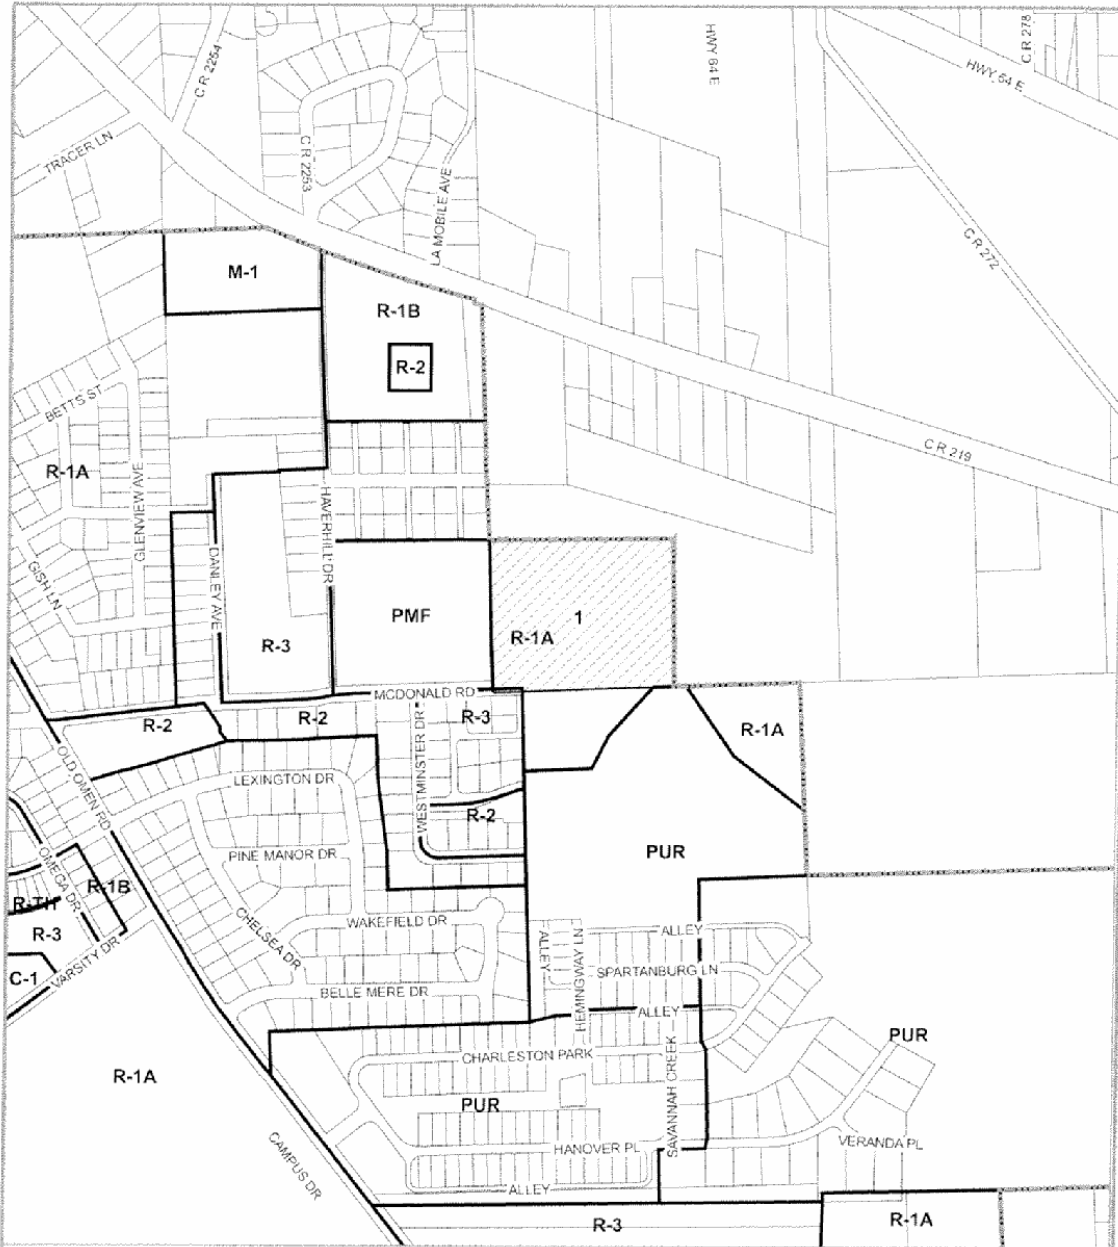 C R 2254
HWY 64 E
C R 278
HWY 64 E
TRACER LN
C R 2253
LA MOBILE AVE
C R 272
M-1
R-1B
R-2
BETTS ST
C R 219
R-1A
GLENVIEW AVE
HAVERHILL DR
DANLEY AVE
GISH LN
PMF
R-1A
1
R-3
MCDONALD RD
R-2
R-2
R-3
R-1A
WESTMINSTER DR
OLD OMEN RD
LEXINGTON DR
R-2
PINE MANOR DR
PUR
OMEGA DR
R-1B
R-TH
R-3
CHELSEA DR
WAKEFIELD DR
ALLEY
ALLEY
HEMINGWAY LN
SPARTANBURG LN
VARSITY DR
C-1
BELLE MERE DR
ALLEY
PUR
CHARLESTON PARK
SAVANNAH CREEK
R-1A
PUR
CAMPUS DR
HANOVER PL
VERANDA PL
ALLEY
R-3
R-1A